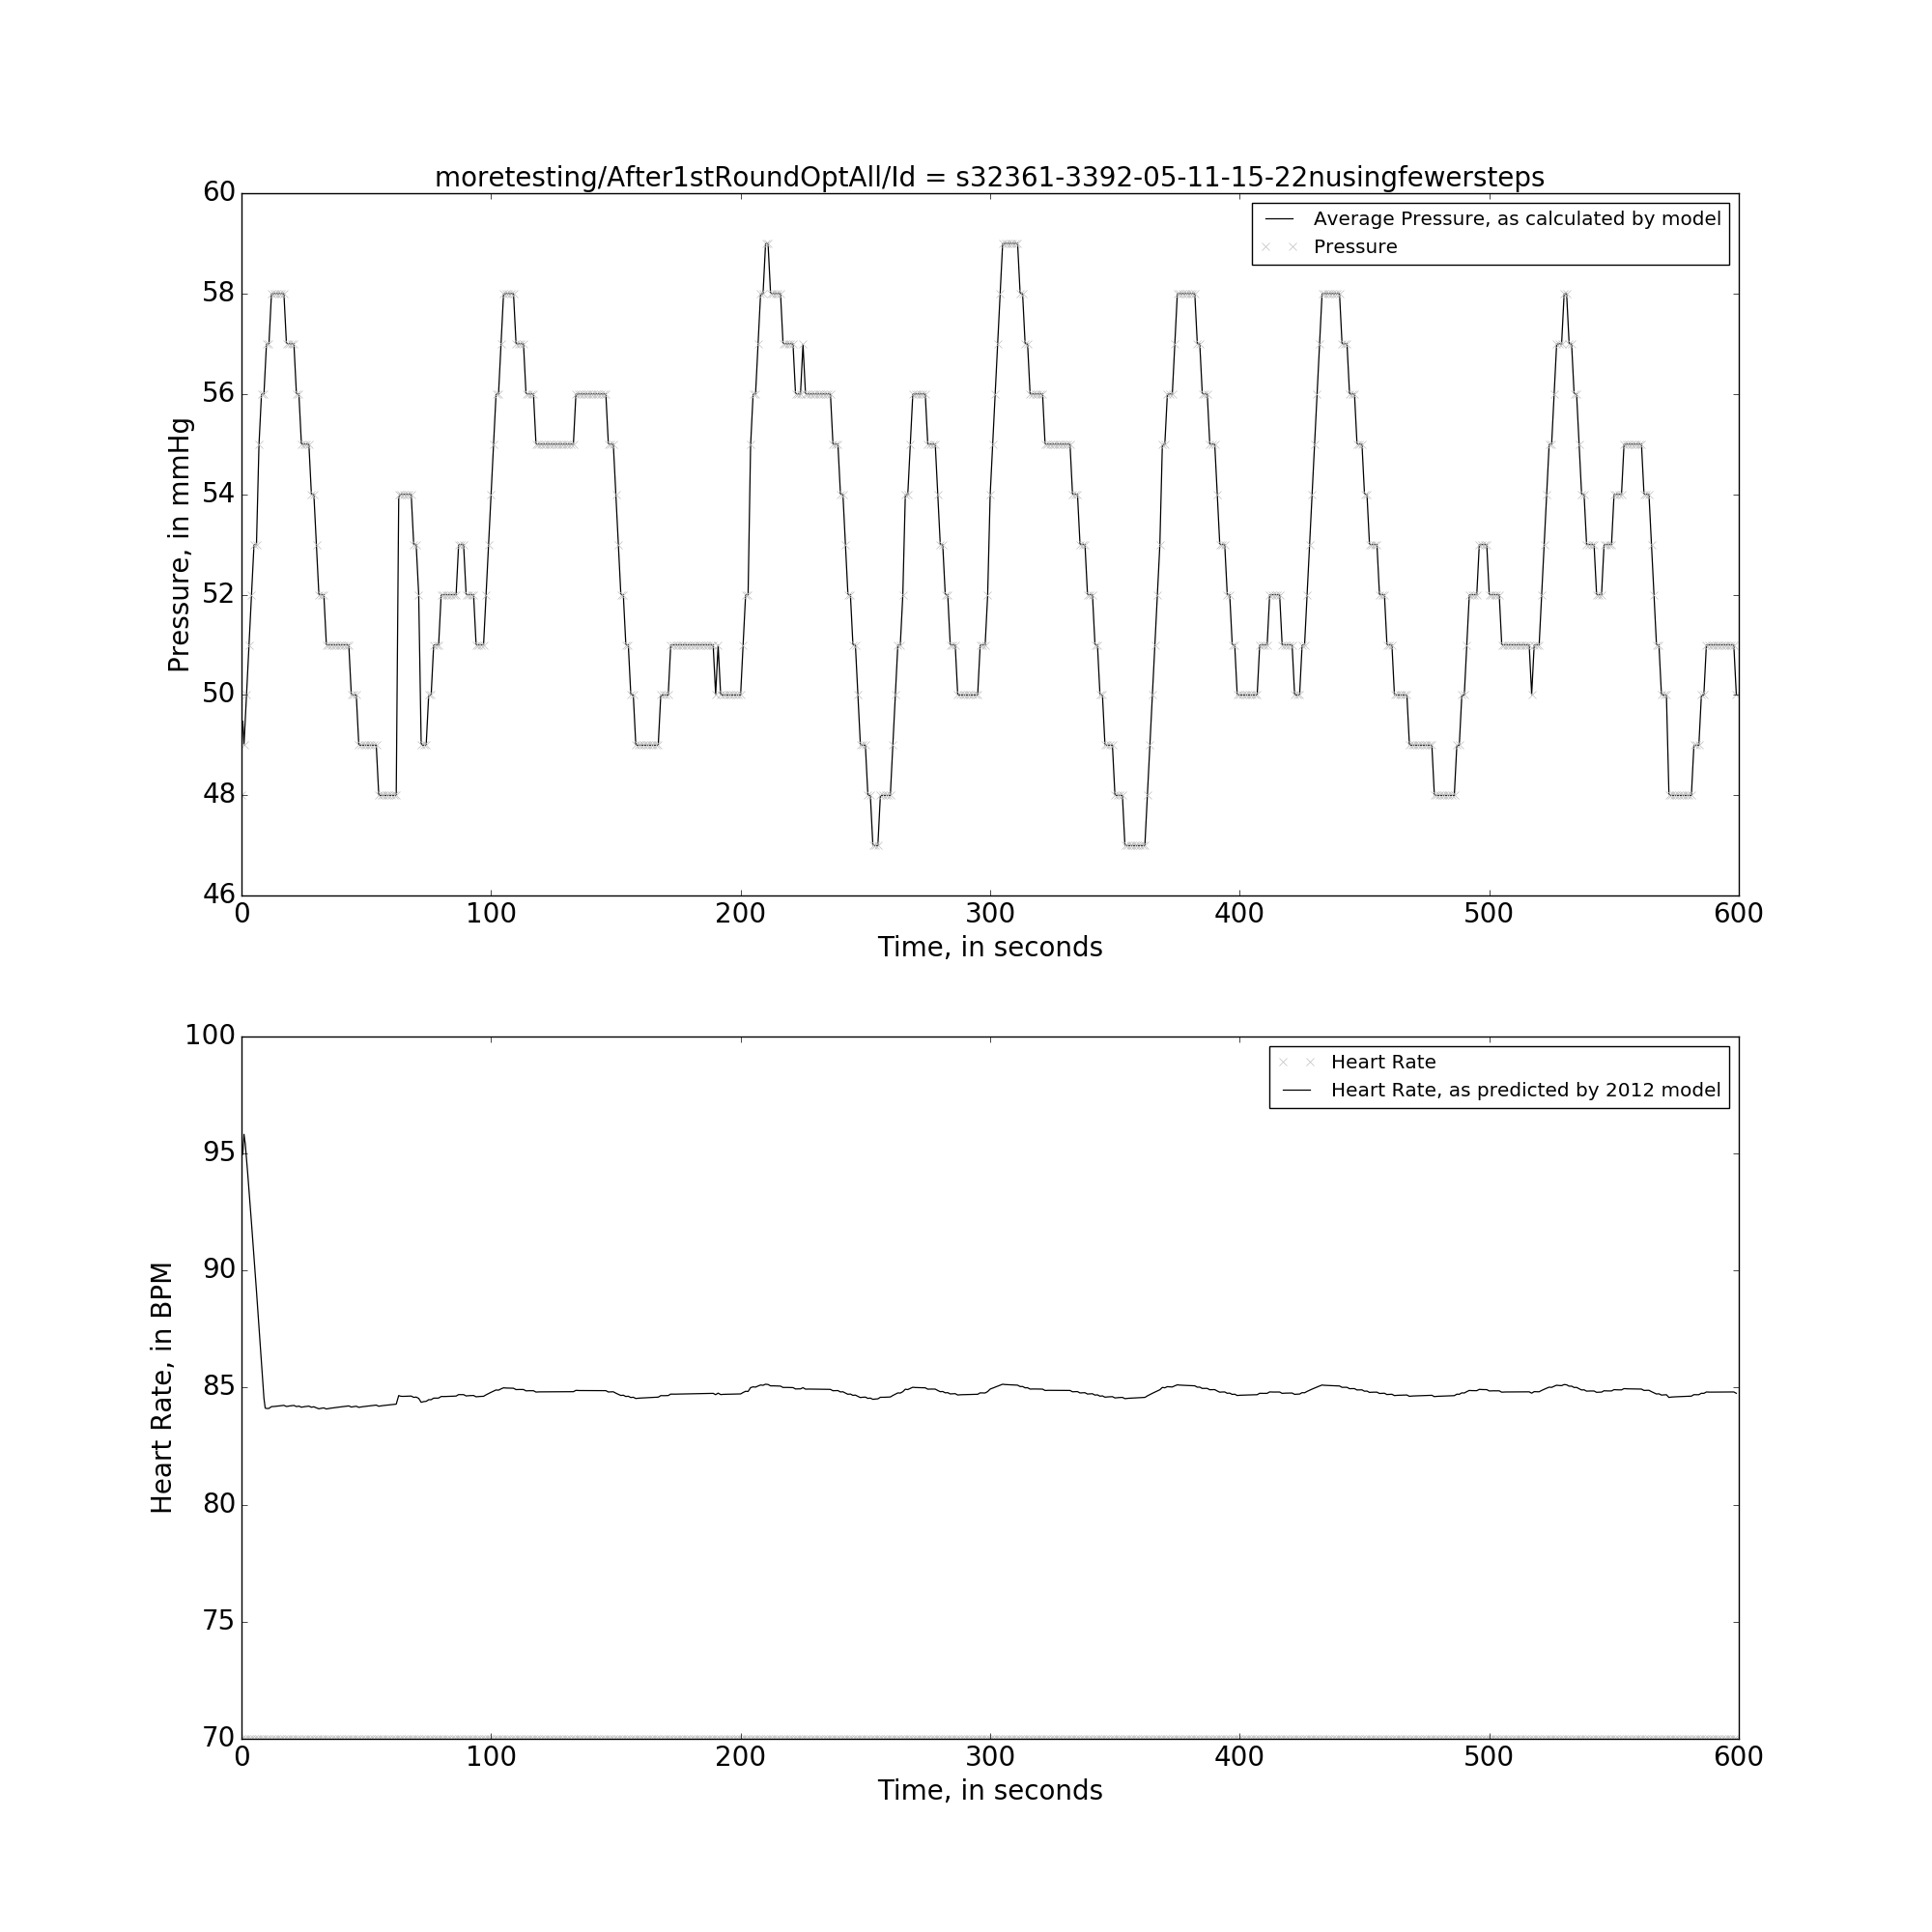 moretesting/After1stRoundOptAll/Id = s32361-3392-05-11-15-22nusingfewersteps
60
58
56
54
52
50
48
46
Pressure, in mmHg
Average Pressure, as calculated by model
Pressure
0 100 200 300 400 500 600
Time, in seconds
100
95
90
85
80
75
70
Heart Rate, in BPM
Heart Rate
Heart Rate, as predicted by 2012 model
0 100 200 300 400 500 600
Time, in seconds